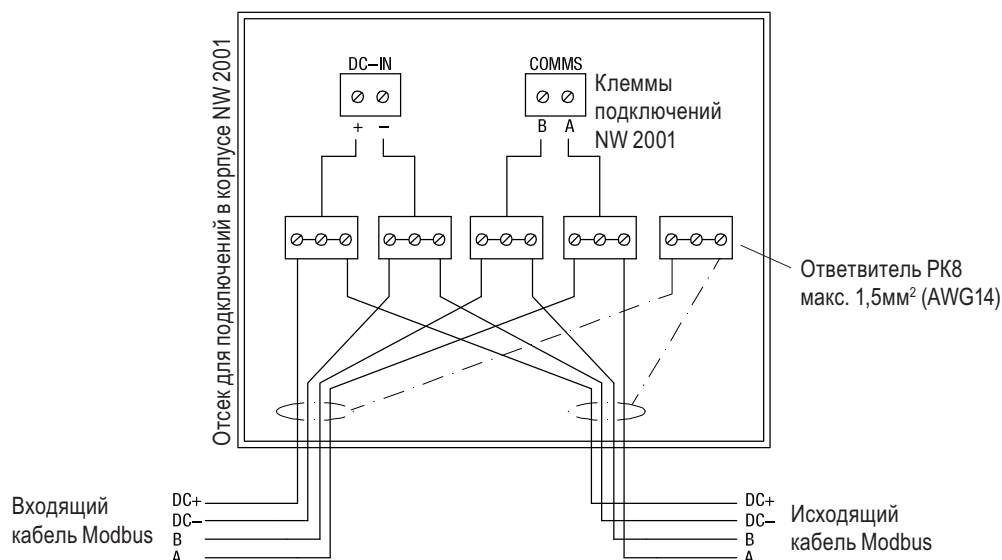 Отсек для подключений в корпусе NW 2001
DC–IN
COMMS
Клеммы
подключений
NW 2001
+ –
B A
Ответвитель РК8
макс. 1,5мм² (AWG14)
Входящий
кабель Modbus
DC+
DC–
B
A
DC+
DC–
B
A
Исходящий
кабель Modbus